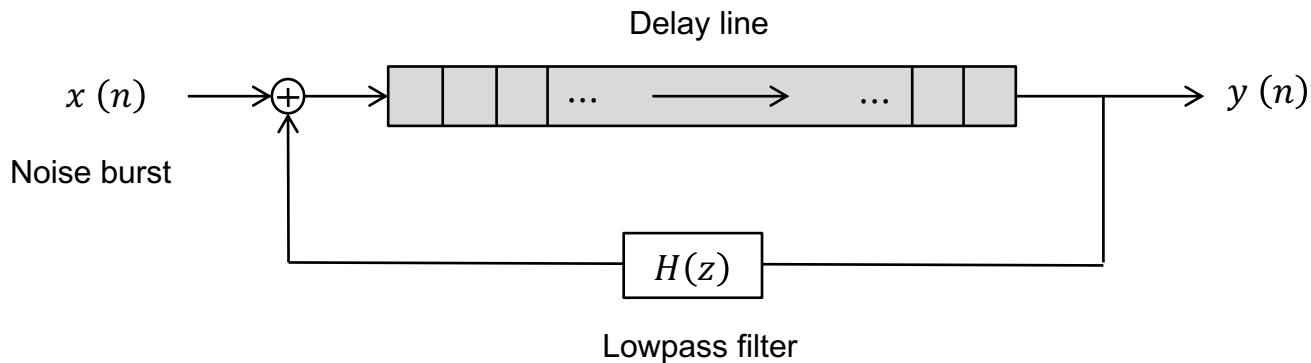 Delay line
x (n)
+
...
...
y (n)
Noise burst
H(z)
Lowpass filter